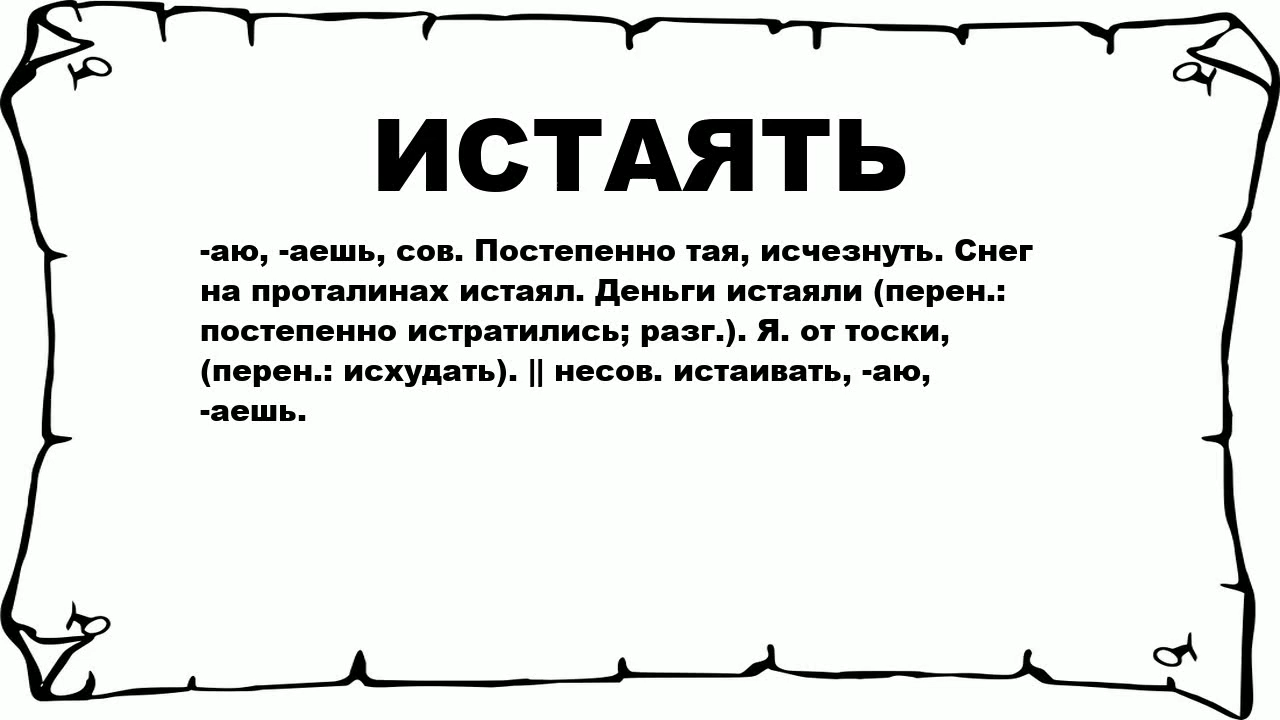 ИСТАЯТЬ
-аю, -аешь, сов. Постепенно тая, исчезнуть. Снег
на проталинах истаял. Деньги истаяли (перен.:
постепенно истратились; разг.). Я. от тоски,
(перен.: исхудать). || несов. истаивать, -аю,
-аешь.